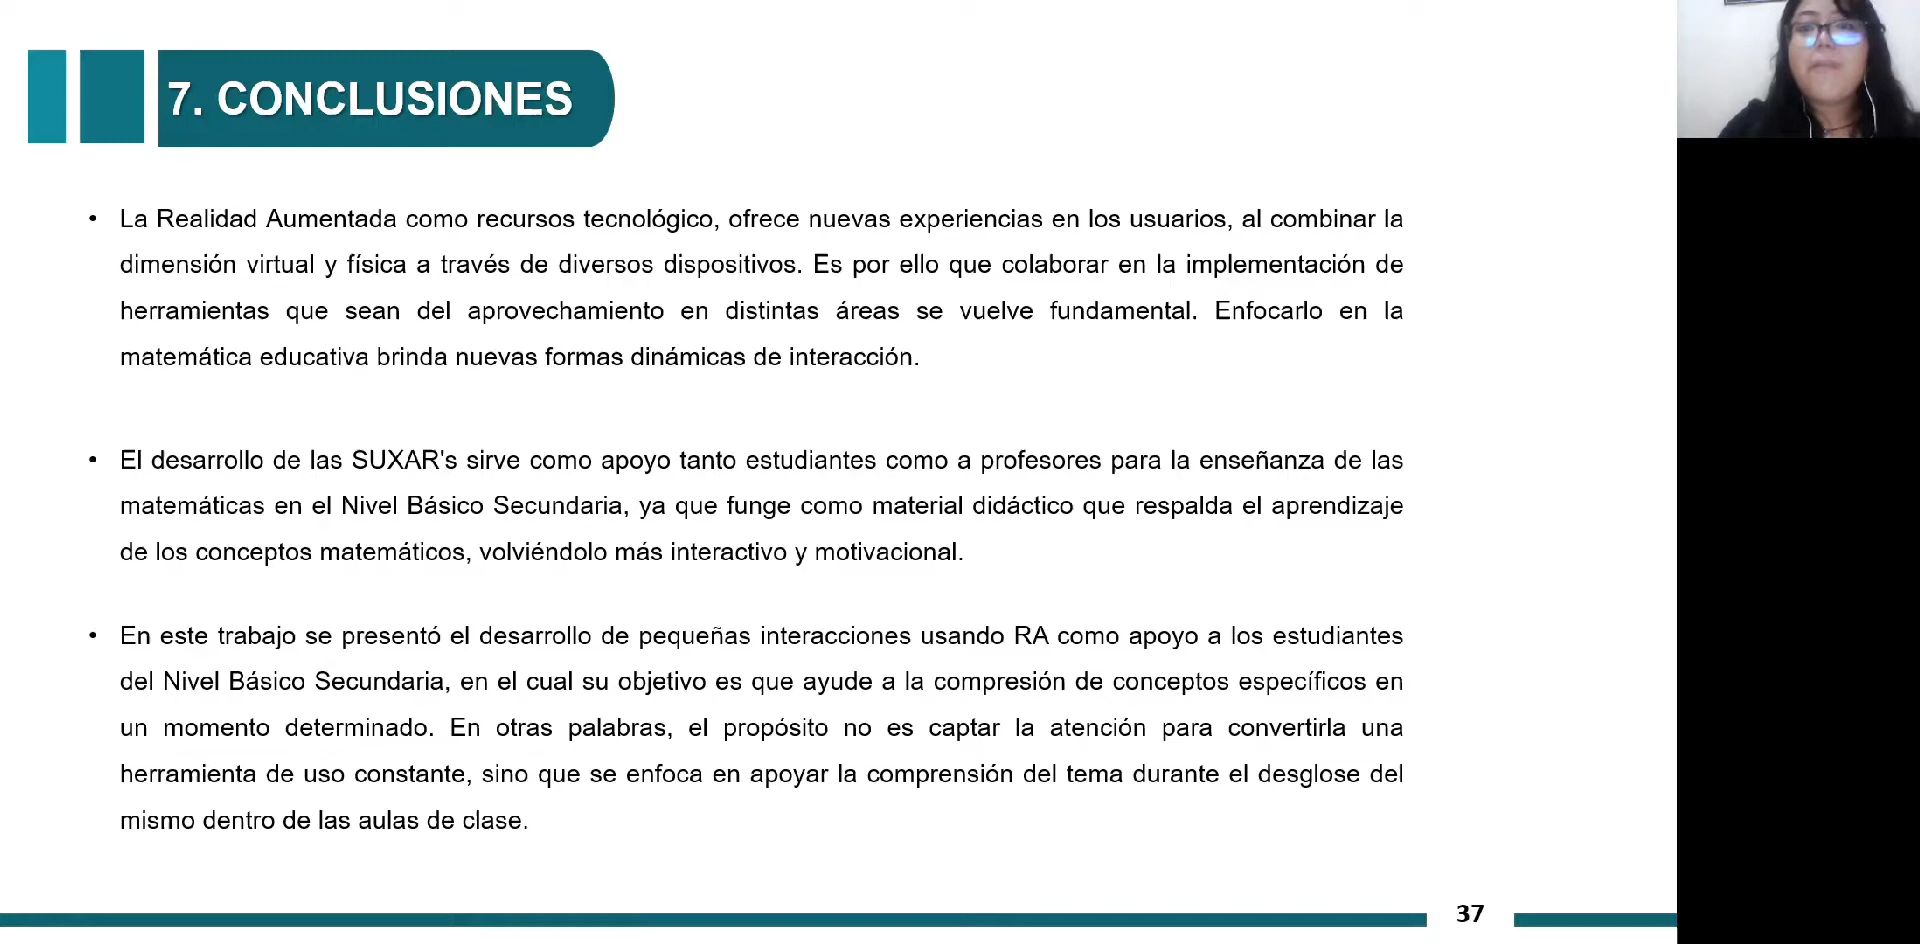 7. CONCLUSIONES
• La Realidad Aumentada como recursos tecnológico, ofrece nuevas experiencias en los usuarios, al combinar la
dimensión virtual y física a través de diversos dispositivos. Es por ello que colaborar en la implementación de
herramientas que sean del aprovechamiento en distintas áreas se vuelve fundamental. Enfocarlo en la
matemática educativa brinda nuevas formas dinámicas de interacción.
• El desarrollo de las SUXAR's sirve como apoyo tanto estudiantes como a profesores para la enseñanza de las
matemáticas en el Nivel Básico Secundaria, ya que funge como material didáctico que respalda el aprendizaje
de los conceptos matemáticos, volviéndolo más interactivo y motivacional.
• En este trabajo se presentó el desarrollo de pequeñas interacciones usando RA como apoyo a los estudiantes
del Nivel Básico Secundaria, en el cual su objetivo es que ayude a la compresión de conceptos específicos en
un momento determinado. En otras palabras, el propósito no es captar la atención para convertirla una
herramienta de uso constante, sino que se enfoca en apoyar la comprensión del tema durante el desglose del
mismo dentro de las aulas de clase.
37